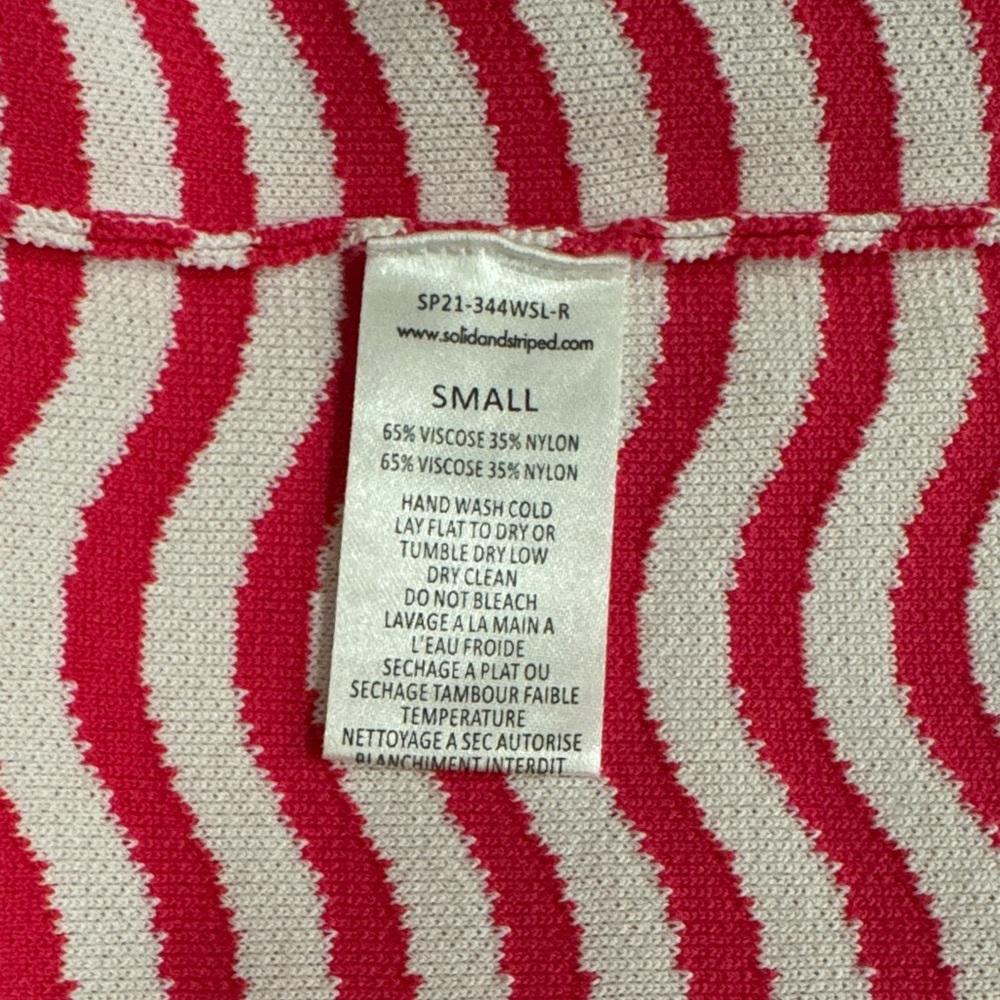 SP21-344WSL-R
www.solidandstriped.com
SMALL
65% VISCOSE 35% NYLON
65% VISCOSE 35% NYLON
HAND WASH COLD
LAY FLAT TO DRY OR
TUMBLE DRY LOW
DRY CLEAN
DO NOT BLEACH
LAVAGE A LA MAIN A
L'EAU FROIDE
SECHAGE A PLAT OU
SECHAGE TAMBOUR FAIBLE
TEMPERATURE
NETTOYAGE A SEC AUTORISE
BLANCHIMENT INTERDIT